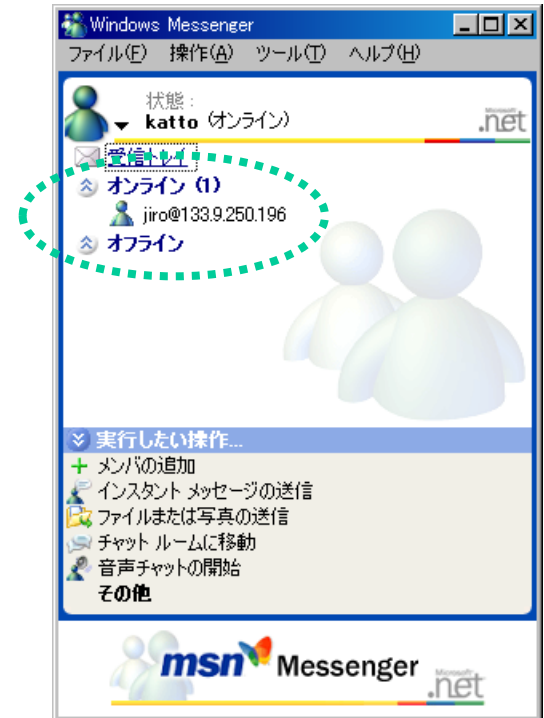 Windows Messenger
ファイル(F) 操作(A) ツール(T) ヘルプ(H)
状態:
katto (オンライン)
Microsoft
.net
受信トレイ
オンライン (1)
jiro@133.9.250.196
オフライン
実行したい操作...
メンバの追加
インスタント メッセージの送信
ファイルまたは写真の送信
チャット ルームに移動
音声チャットの開始
その他
msn Messenger
Microsoft
.net